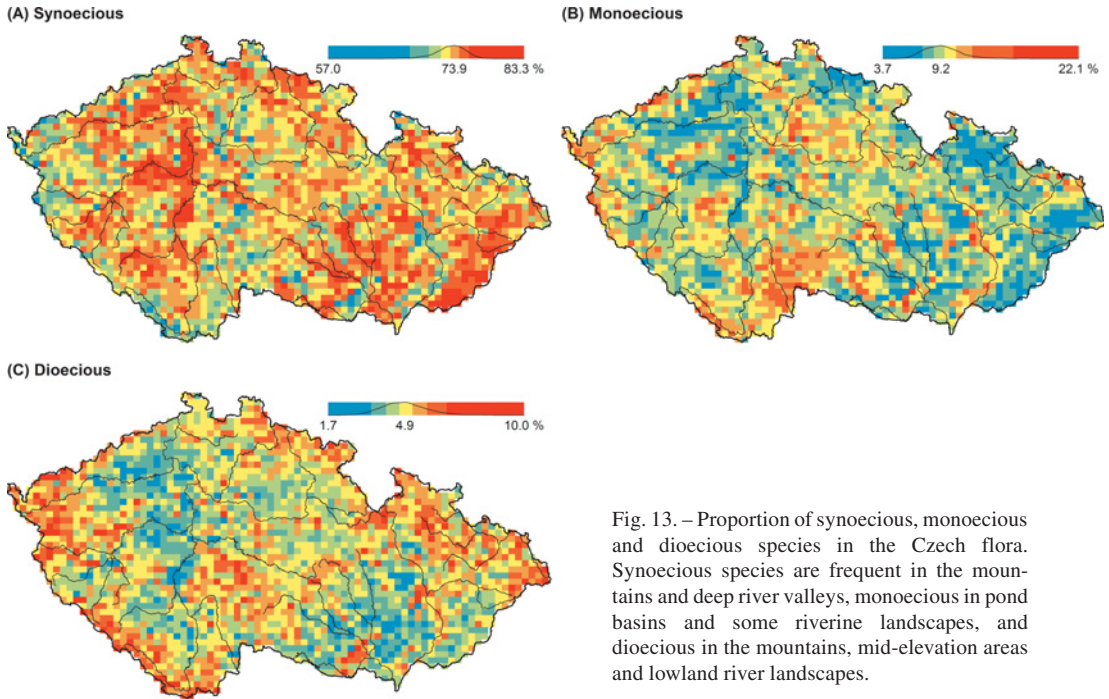 (A) Synoecious
57.0 73.9 83.3 %
(B) Monoecious
3.7 9.2 22.1 %
(C) Dioecious
1.7 4.9 10.0 %
Fig. 13. – Proportion of synoecious, monoecious
and dioecious species in the Czech flora.
Synoecious species are frequent in the moun-
tains and deep river valleys, monoecious in pond
basins and some riverine landscapes, and
dioecious in the mountains, mid-elevation areas
and lowland river landscapes.